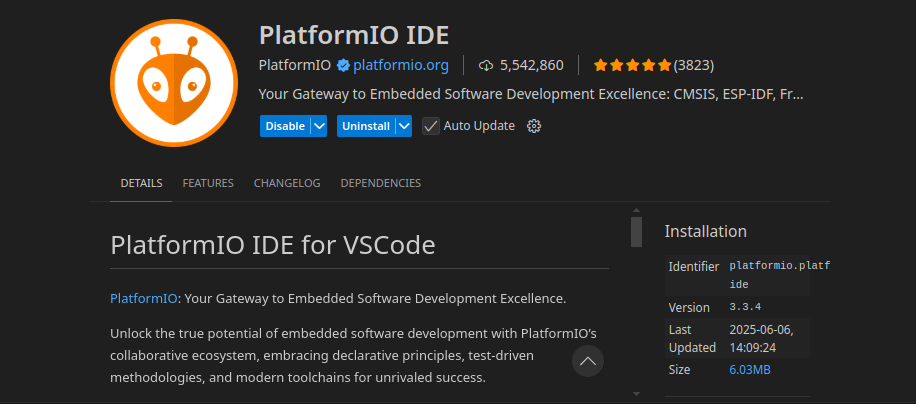 PlatformIO IDE
PlatformIO platformio.org 5,542,860 (3823)
Your Gateway to Embedded Software Development Excellence: CMSIS, ESP-IDF, Fr...
Disable Uninstall Auto Update
DETAILS FEATURES CHANGELOG DEPENDENCIES
PlatformIO IDE for VSCode
PlatformIO: Your Gateway to Embedded Software Development Excellence.
Unlock the true potential of embedded software development with PlatformIO's
collaborative ecosystem, embracing declarative principles, test-driven
methodologies, and modern toolchains for unrivaled success.
Installation
Identifier platformio.platf
ide
Version 3.3.4
Last 2025-06-06,
Updated 14:09:24
Size 6.03MB